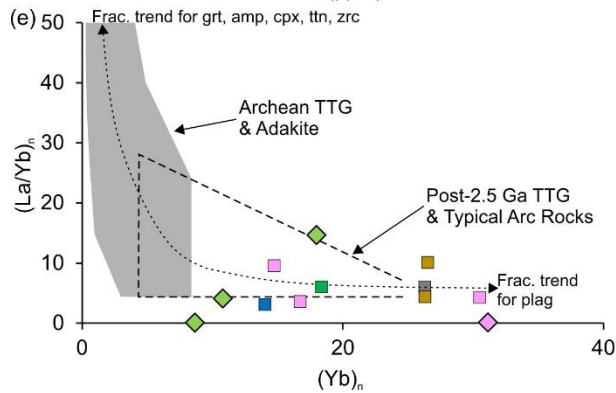 (e)
Frac. trend for grt, amp, cpx, ttn, zrc
50
40
30
20
10
0
(La/Yb)n
Archean TTG
& Adakite
Post-2.5 Ga TTG
& Typical Arc Rocks
Frac. trend
for plag
0
20
40
(Yb)n